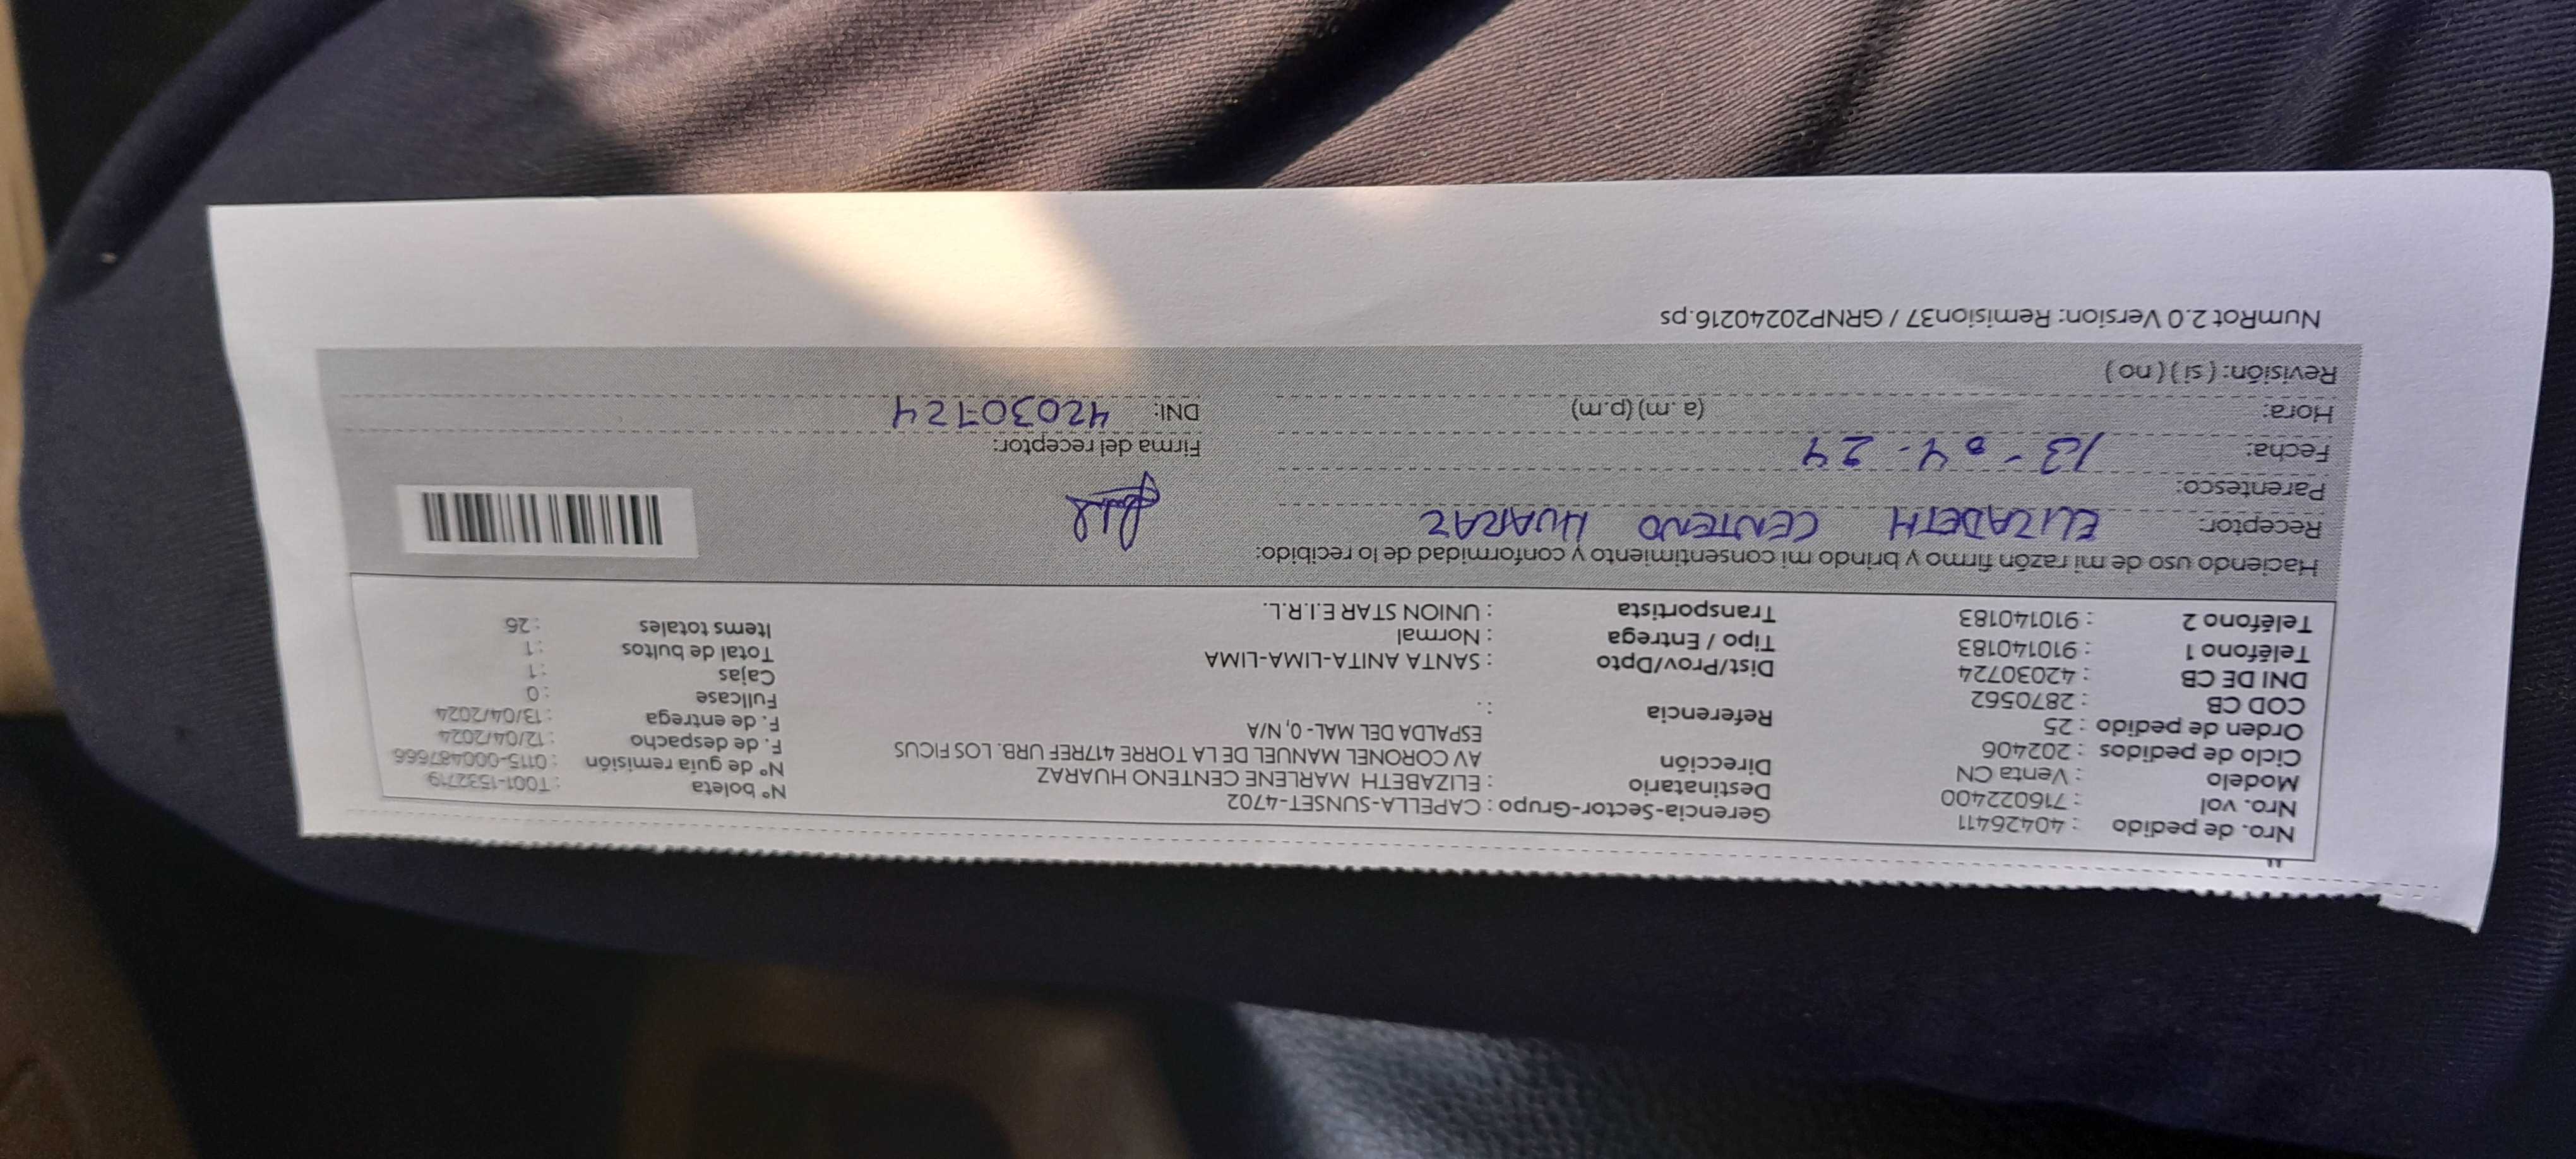 Nro. de pedido : 40426411
Nro. vol : 716022400
Modelo : Venta CN
Ciclo de pedidos : 202406
Orden de pedido : 25
COD CB : 2870562
DNI DE CB : 42030724
Teléfono 1 : 910140183
Teléfono 2 : 910140183
Gerencia-Sector-Grupo : CAPELLA-SUNSET-4702
Destinatario : ELIZABETH MARLENE CENTENO HUARAZ
Dirección AV CORONEL MANUEL DE LA TORRE 417REF URB. LOS FICUS
ESPALDA DEL MAL - 0, N/A
Referencia : .
Dist/Prov/Dpto : SANTA ANITA-LIMA-LIMA
Tipo / Entrega : Normal
Transportista : UNION STAR E.I.R.L.
Nº boleta : T001-1532719
Nº de guía remisión : 0115-000487666
F. de despacho : 12/04/2024
F. de entrega : 13/04/2024
Fullcase : 0
Cajas : 1
Total de bultos : 1
Items totales : 26
Haciendo uso de mi razón firmo y brindo mi consentimiento y conformidad de lo recibido:
Receptor: ELIZABETH CENTENO HUARAZ
Parentesco:
Fecha: 13-04-24
Hora: (a.m) (p.m)
Revisión: ( si ) ( no )
Firma del receptor:
DNI: 42030724
NumRot 2.0 Version: Remision37 / GRNP20240216.ps